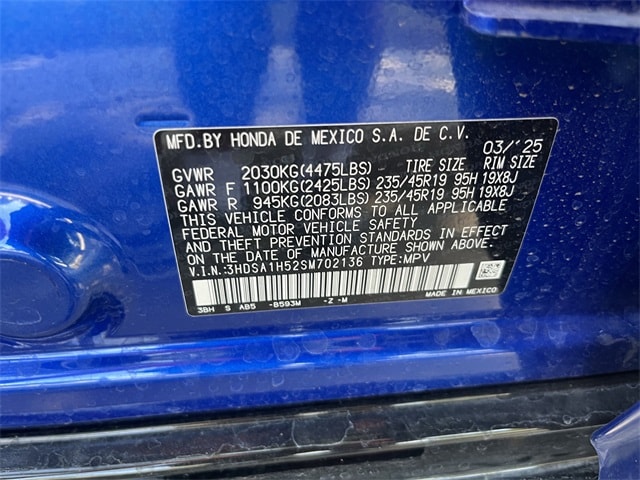 MFD.BY HONDA DE MEXICO S.A. DE C.V. 03/'25
GVWR 2030KG(4475LBS) TIRE SIZE RIM SIZE
GAWR F 1100KG(2425LBS) 235/45R19 95H 19X8J
GAWR R 945KG(2083LBS) 235/45R19 95H 19X8J
THIS VEHICLE CONFORMS TO ALL APPLICABLE
FEDERAL MOTOR VEHICLE SAFETY
AND THEFT PREVENTION STANDARDS IN EFFECT
ON THE DATE OF MANUFACTURE SHOWN ABOVE.
V.I.N.:3HDSA1H52SM702136 TYPE:MPV
MADE IN MEXICO
3BH S AB5 -B593M -Z -M